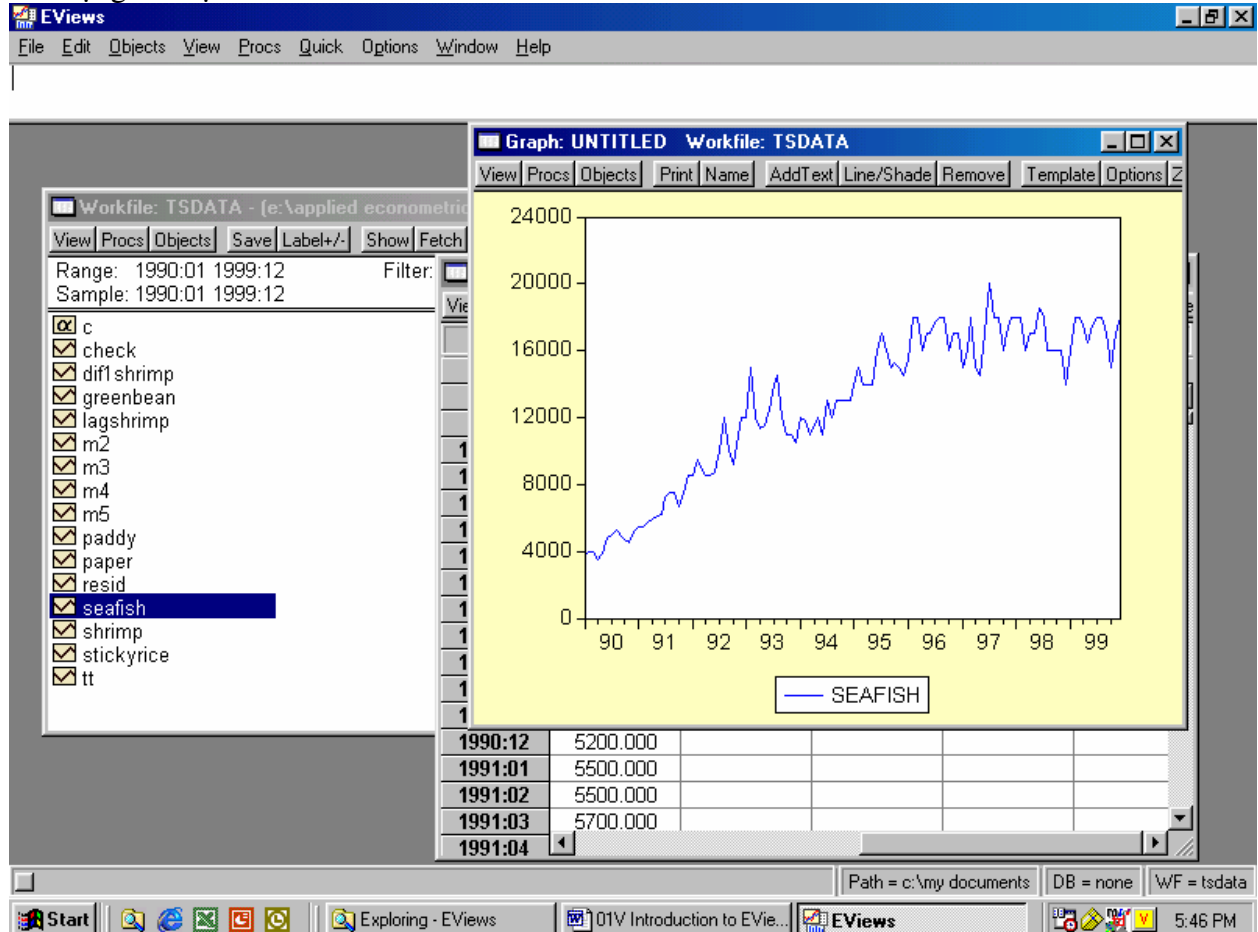 EViews
File Edit Objects View Procs Quick Options Window Help
Graph: UNTITLED Workfile: TSDATA
View Procs Objects Print Name AddText Line/Shade Remove Template Options Z
Workfile: TSDATA - (e:\applied econometric
View Procs Objects Save Label+/- Show Fetch
Range: 1990:01 1999:12 Filter:
Sample: 1990:01 1999:12
c
check
dif1shrimp
greenbean
lagshrimp
m2
m3
m4
m5
paddy
paper
resid
seafish
shrimp
stickyrice
tt
24000
20000
16000
12000
8000
4000
0
90 91 92 93 94 95 96 97 98 99
SEAFISH
1990:12 5200.000
1991:01 5500.000
1991:02 5500.000
1991:03 5700.000
1991:04
Path = c:\my documents DB = none WF = tsdata
Start Exploring - EViews 01V Introduction to EVie... EViews 5:46 PM